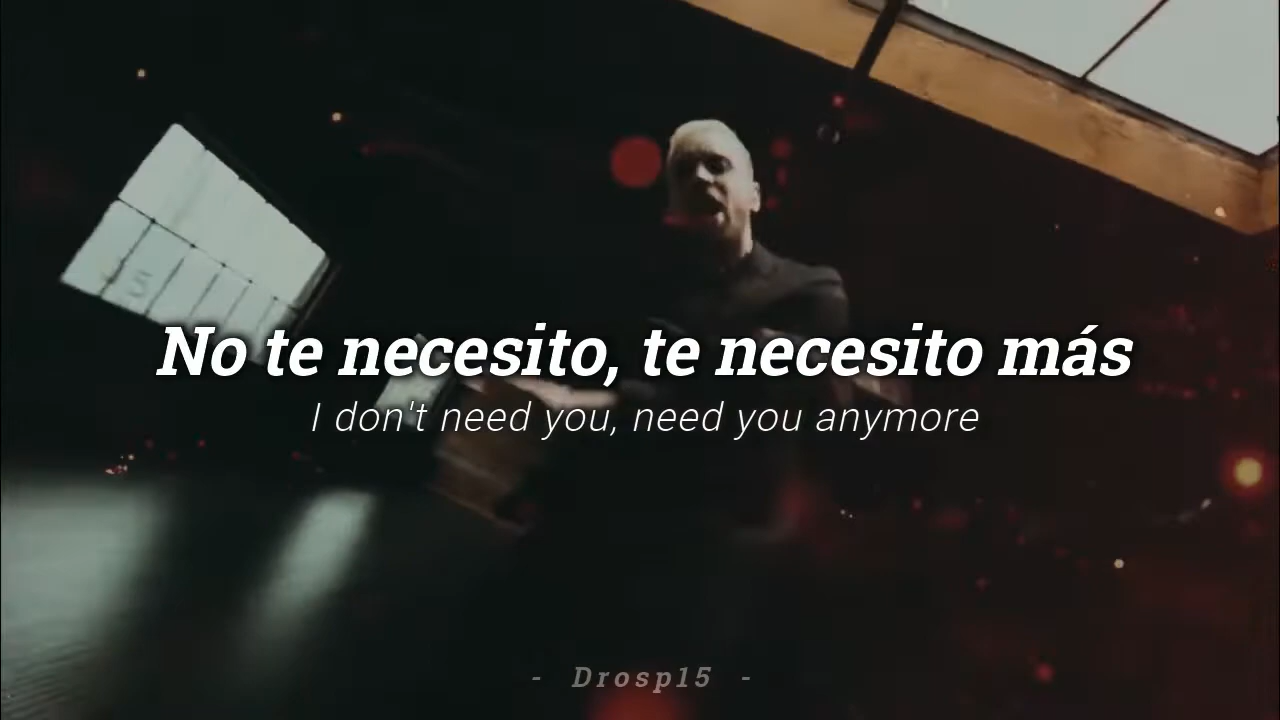 No te necesito, te necesito más
I don't need you, need you anymore
- Drosp15 -